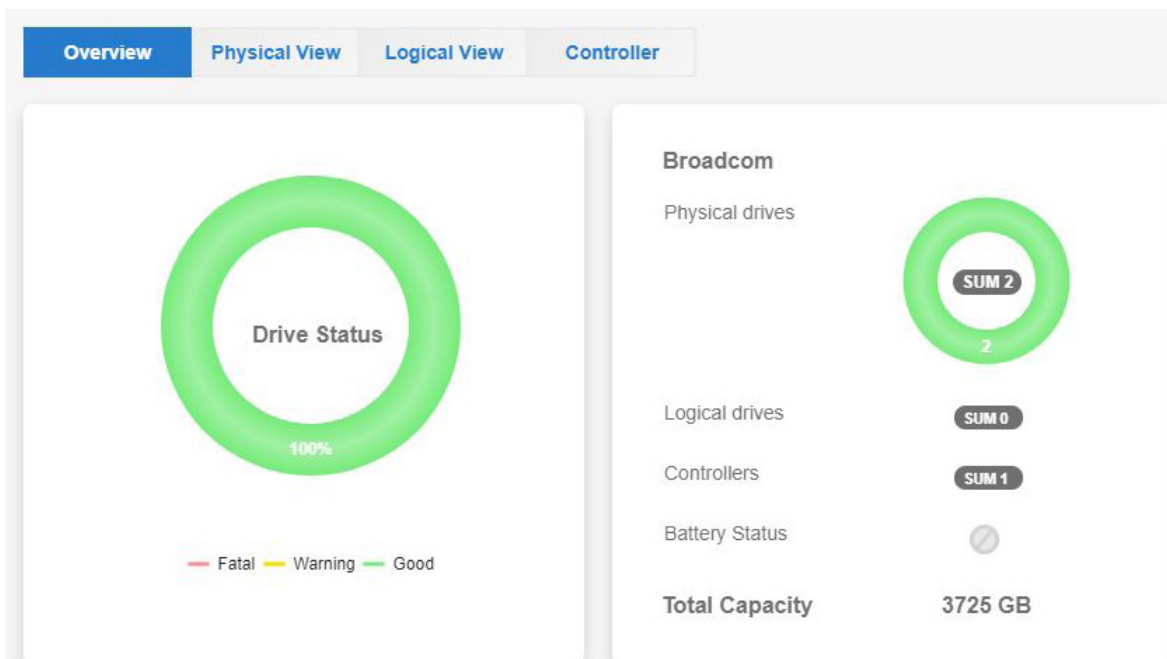 Overview Physical View Logical View Controller
Drive Status
100%
Fatal Warning Good
Broadcom
Physical drives
SUM 2
2
Logical drives SUM 0
Controllers SUM 1
Battery Status
Total Capacity 3725 GB